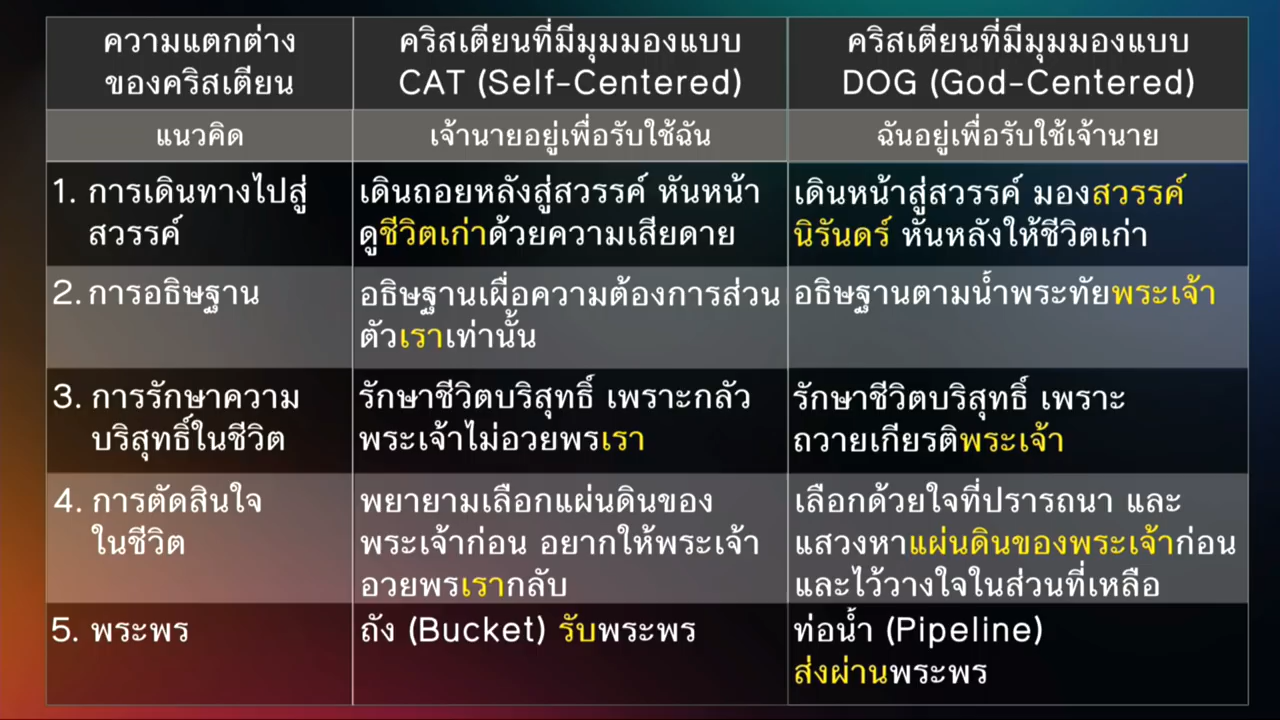 ความแตกต่าง
ของคริสเตียน
คริสเตียนที่มีมุมมองแบบ
CAT (Self-Centered)
คริสเตียนที่มีมุมมองแบบ
DOG (God-Centered)
แนวคิด
เจ้านายอยู่เพื่อรับใช้ฉัน
ฉันอยู่เพื่อรับใช้เจ้านาย
1. การเดินทางไปสู่
สวรรค์
เดินถอยหลังสู่สวรรค์ หันหน้า
ดูชีวิตเก่าด้วยความเสียดาย
เดินหน้าสู่สวรรค์ มองสวรรค์
นิรันดร์ หันหลังให้ชีวิตเก่า
2. การอธิษฐาน
อธิษฐานเผื่อความต้องการส่วน
ตัวเราเท่านั้น
อธิษฐานตามน้ำพระทัยพระเจ้า
3. การรักษาความ
บริสุทธิ์ในชีวิต
รักษาชีวิตบริสุทธิ์ เพราะกลัว
พระเจ้าไม่อวยพรเรา
รักษาชีวิตบริสุทธิ์ เพราะ
ถวายเกียรติพระเจ้า
4. การตัดสินใจ
ในชีวิต
พยายามเลือกแผ่นดินของ
พระเจ้าก่อน อยากให้พระเจ้า
อวยพรเรากลับ
เลือกด้วยใจที่ปรารถนา และ
แสวงหาแผ่นดินของพระเจ้าก่อน
และไว้วางใจในส่วนที่เหลือ
5. พระพร
ถัง (Bucket) รับพระพร
ท่อน้ำ (Pipeline)
ส่งผ่านพระพร